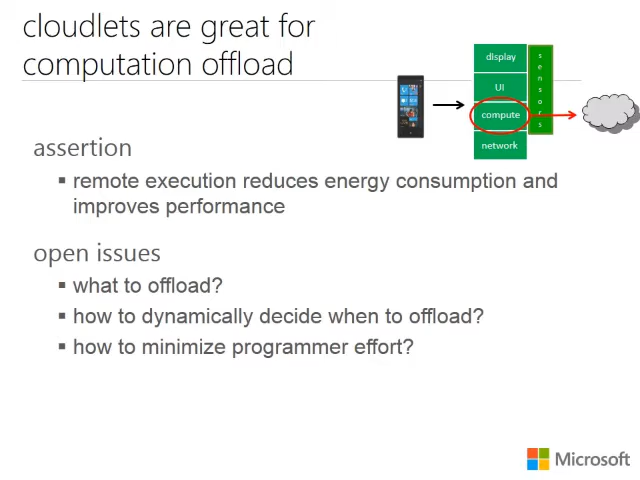 cloudlets are great for
computation offload
display
UI
compute
network
sensors
assertion
▪ remote execution reduces energy consumption and
improves performance
open issues
▪ what to offload?
▪ how to dynamically decide when to offload?
▪ how to minimize programmer effort?
Microsoft